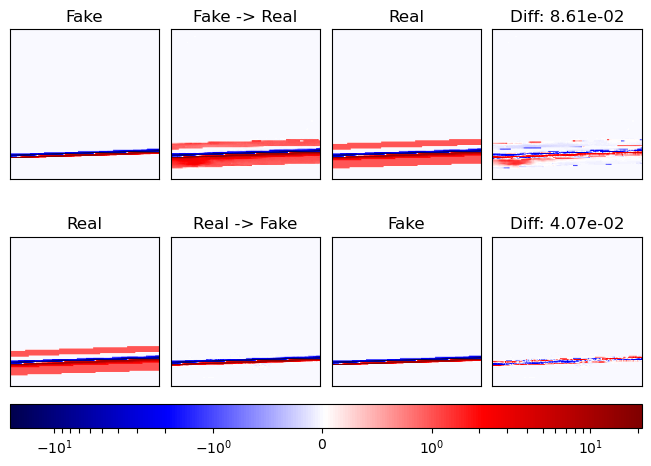 Fake Fake -> Real Real Diff: 8.61e-02
Real Real -> Fake Fake Diff: 4.07e-02
−10¹ −10⁰ 0 10⁰ 10¹